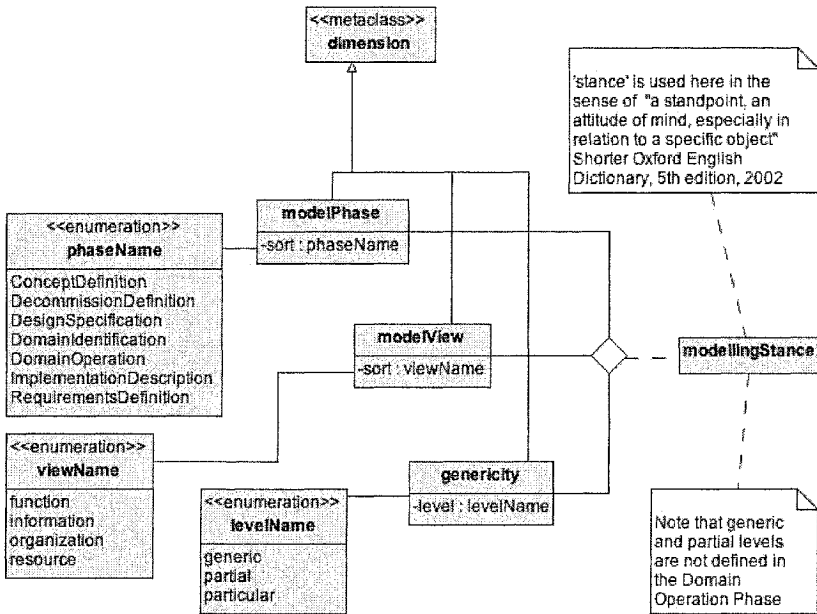 <<metaclass>>
dimension
'stance' is used here in the
sense of "a standpoint, an
attitude of mind, especially in
relation to a specific object"
Shorter Oxford English
Dictionary, 5th edition, 2002
modelPhase
-sort : phaseName
<<enumeration>>
phaseName
ConceptDefinition
DecommissionDefinition
DesignSpecification
DomainIdentification
DomainOperation
ImplementationDescription
RequirementsDefinition
modelView
-sort : viewName
modellingStance
<<enumeration>>
viewName
function
information
organization
resource
genericity
-level : levelName
<<enumeration>>
levelName
generic
partial
particular
Note that generic
and partial levels
are not defined in
the Domain
Operation Phase